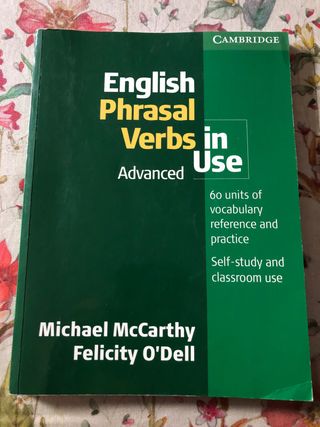 CAMBRIDGE
English
Phrasal
Verbs in
Advanced Use
60 units of
vocabulary
reference and
practice
Self-study and
classroom use
Michael McCarthy
Felicity O'Dell